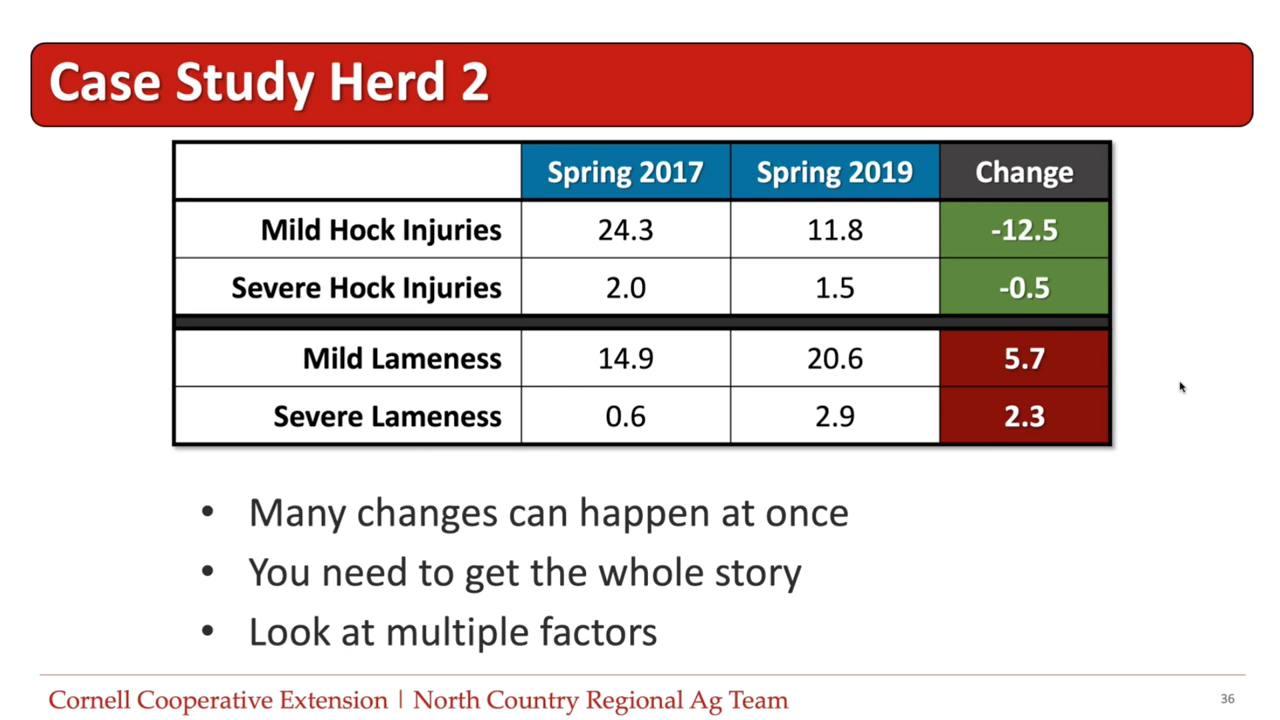 Case Study Herd 2
Spring 2017 Spring 2019 Change
Mild Hock Injuries 24.3 11.8 -12.5
Severe Hock Injuries 2.0 1.5 -0.5
Mild Lameness 14.9 20.6 5.7
Severe Lameness 0.6 2.9 2.3
• Many changes can happen at once
• You need to get the whole story
• Look at multiple factors
Cornell Cooperative Extension | North Country Regional Ag Team 36